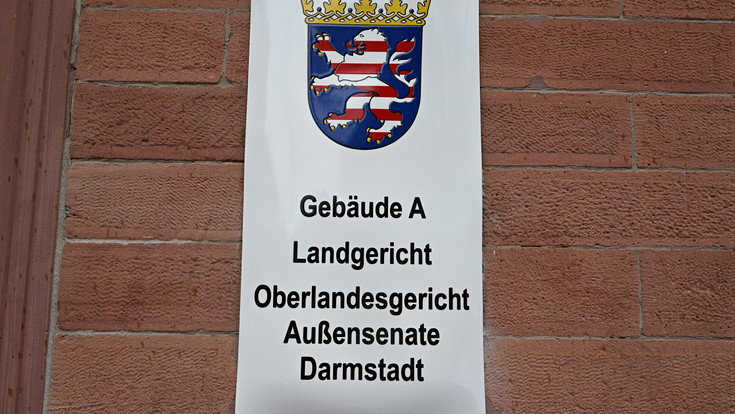 Gebäude A
Landgericht
Oberlandesgericht
Außensenate
Darmstadt